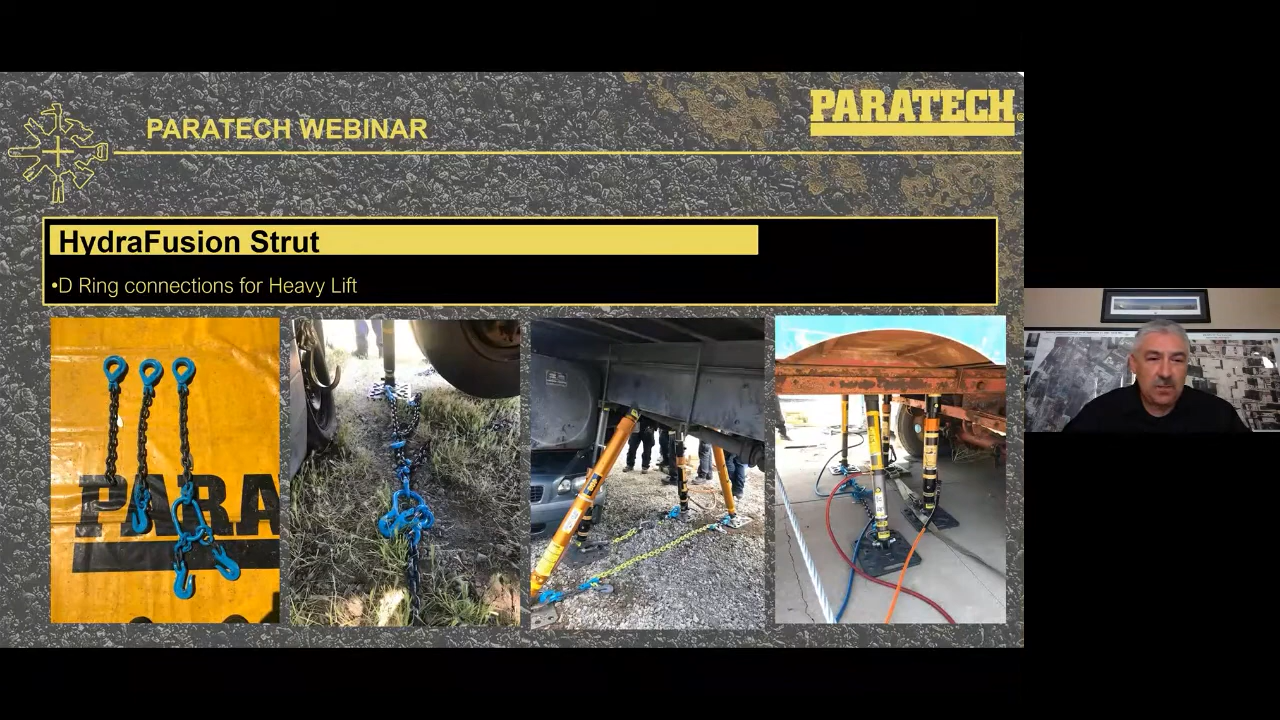 PARATECH WEBINAR
PARATECH
HydraFusion Strut
•D Ring connections for Heavy Lift
PARA